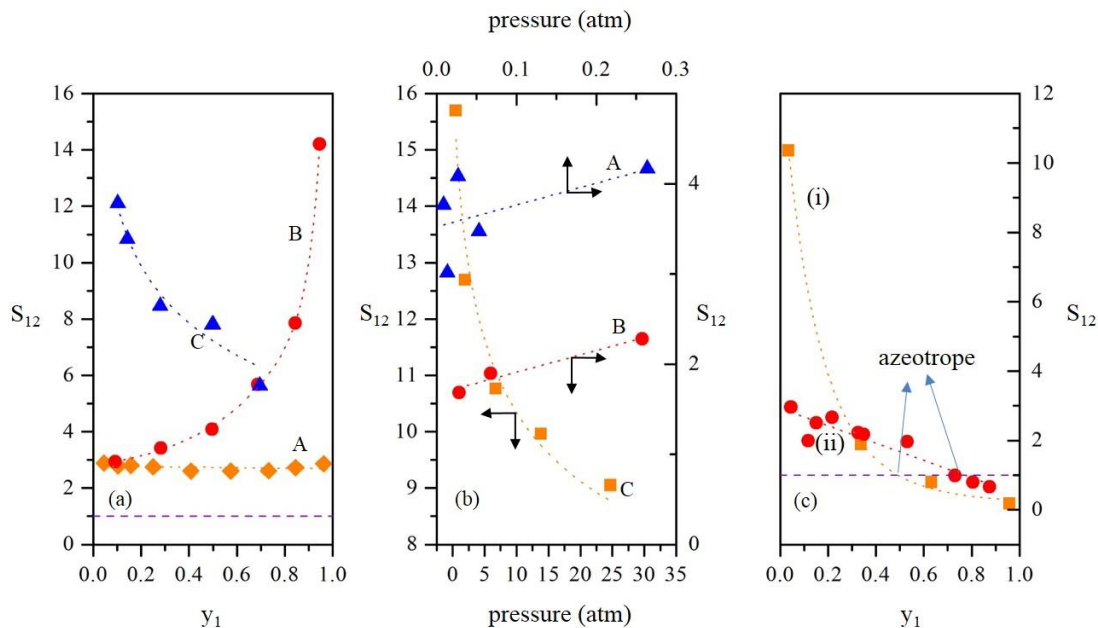 pressure (atm)
0.0 0.1 0.2 0.3
16
14
12
10
8
6
4
2
0
S12
A
B
C
(a)
0.0 0.2 0.4 0.6 0.8 1.0
y1
16
15
14
13
12
11
10
9
8
S12
A
B
C
(b)
4
2
0
S12
0 5 10 15 20 25 30 35
pressure (atm)
12
10
8
6
4
2
0
S12
(i)
azeotrope
(ii)
(c)
0.0 0.2 0.4 0.6 0.8 1.0
y1